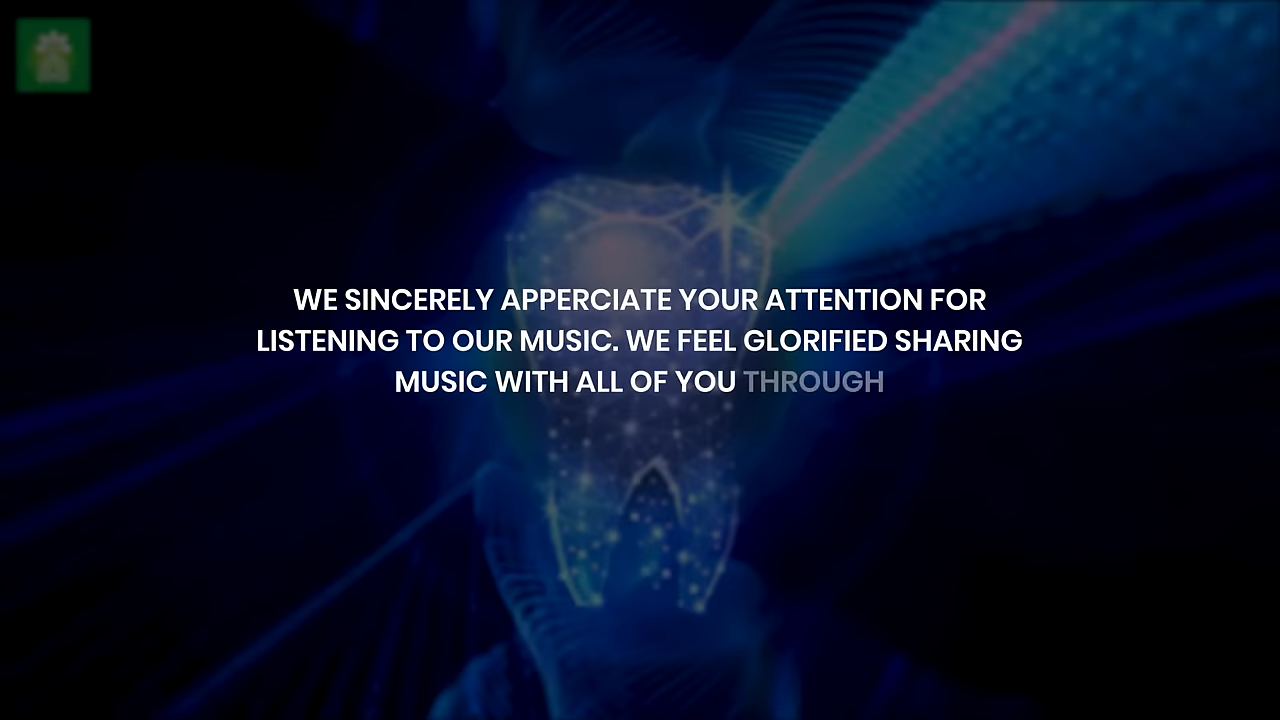 WE SINCERELY APPERCIATE YOUR ATTENTION FOR
LISTENING TO OUR MUSIC. WE FEEL GLORIFIED SHARING
MUSIC WITH ALL OF YOU THROUGH